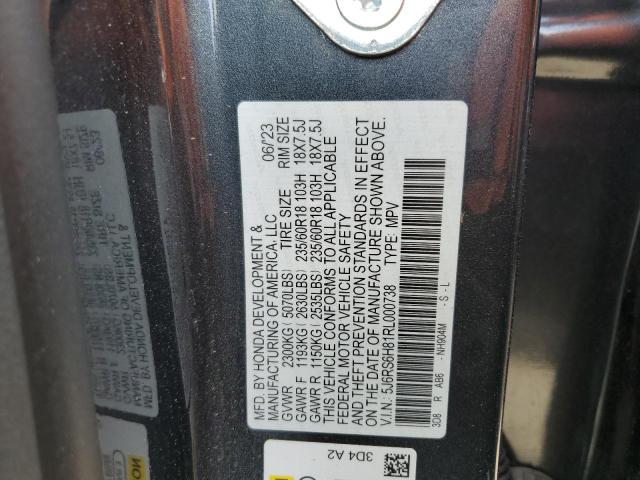 MFD. BY HONDA DEVELOPMENT &
MANUFACTURING OF AMERICA, LLC 06/23
GVWR 2300KG ( 5070LBS) TIRE SIZE RIM SIZE
GAWR F 1193KG ( 2630LBS) 235/60R18 103H 18X7.5J
GAWR R 1150KG ( 2535LBS) 235/60R18 103H 18X7.5J
THIS VEHICLE CONFORMS TO ALL APPLICABLE
FEDERAL MOTOR VEHICLE SAFETY
AND THEFT PREVENTION STANDARDS IN EFFECT
ON THE DATE OF MANUFACTURE SHOWN ABOVE.
V.I.N.: 5J6RS6H81RL000738 TYPE: MPV
3D8 R AB6 - NH904M - S - L
3D4 A2